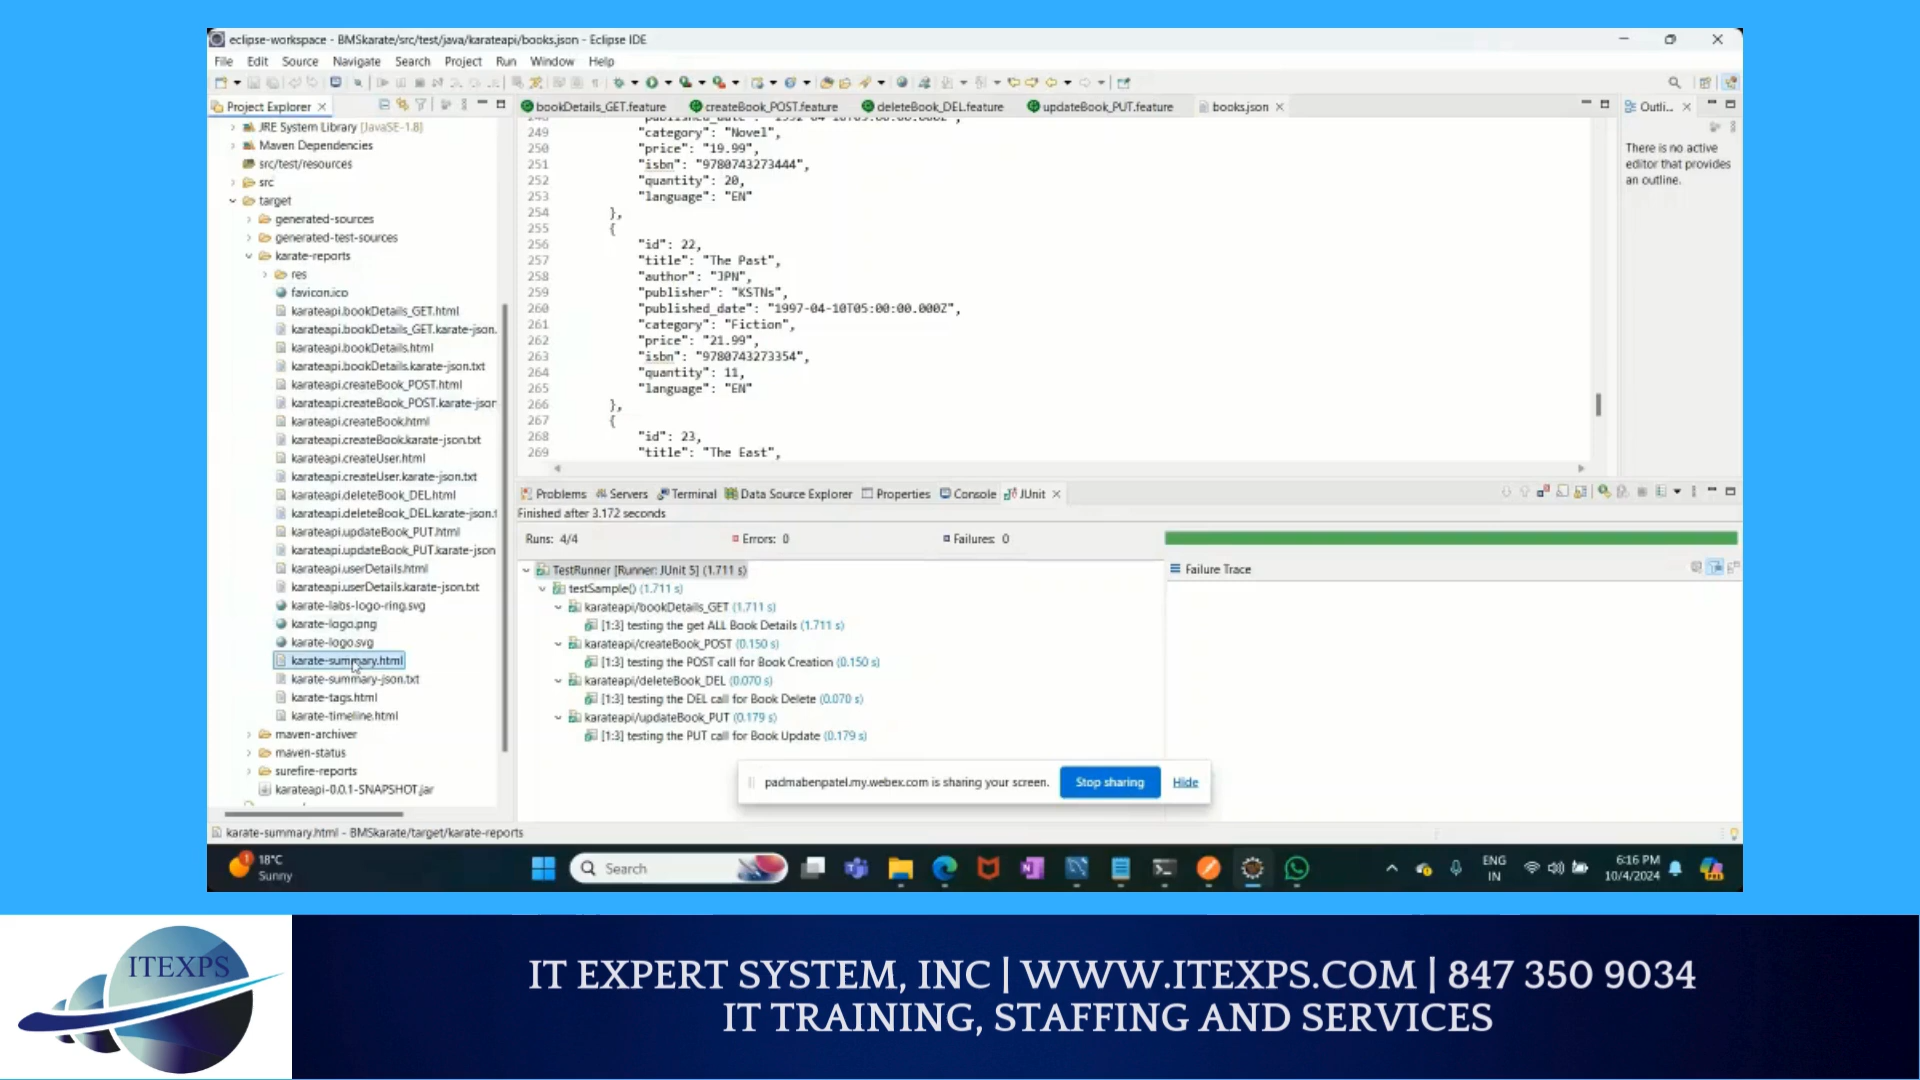 eclipse-workspace - BMSkarate/src/test/java/karateapi/books.json - Eclipse IDE
File Edit Source Navigate Search Project Run Window Help
Project Explorer
JRE System Library [JavaSE-1.8]
Maven Dependencies
src/test/resources
src
target
generated-sources
generated-test-sources
karate-reports
res
favicon.ico
karateapi.bookDetails_GET.html
karateapi.bookDetails_GET.karate-json.
karateapi.bookDetails.html
karateapi.bookDetails.karate-json.txt
karateapi.createBook_POST.html
karateapi.createBook_POST.karate-json
karateapi.createBook.html
karateapi.createBook.karate-json.txt
karateapi.createUser.html
karateapi.createUser.karate-json.txt
karateapi.deleteBook_DEL.html
karateapi.deleteBook_DEL.karate-json.t
karateapi.updateBook_PUT.html
karateapi.updateBook_PUT.karate-json
karateapi.userDetails.html
karateapi.userDetails.karate-json.txt
karate-labs-logo-ring.svg
karate-logo.png
karate-logo.svg
karate-summary.html
karate-summary-json.txt
karate-tags.html
karate-timeline.html
maven-archiver
maven-status
surefire-reports
karateapi-0.0.1-SNAPSHOT.jar
bookDetails_GET.feature createBook_POST.feature deleteBook_DEL.feature updateBook_PUT.feature books.json
249 "category": "Novel",
250 "price": "19.99",
251 "isbn": "9780743273444",
252 "quantity": 20,
253 "language": "EN"
254 },
255 {
256 "id": 22,
257 "title": "The Past",
258 "author": "JPN",
259 "publisher": "KSTNs",
260 "published_date": "1997-04-10T05:00:00.000Z",
261 "category": "Fiction",
262 "price": "21.99",
263 "isbn": "9780743273354",
264 "quantity": 11,
265 "language": "EN"
266 },
267 {
268 "id": 23,
269 "title": "The East",
Outli...
There is no active
editor that provides
an outline.
Problems Servers Terminal Data Source Explorer Properties Console JUnit
Finished after 3.172 seconds
Runs: 4/4 Errors: 0 Failures: 0
TestRunner [Runner: JUnit 5] (1.711 s)
testSample() (1.711 s)
karateapi/bookDetails_GET (1.711 s)
[1:3] testing the get ALL Book Details (1.711 s)
karateapi/createBook_POST (0.150 s)
[1:3] testing the POST call for Book Creation (0.150 s)
karateapi/deleteBook_DEL (0.070 s)
[1:3] testing the DEL call for Book Delete (0.070 s)
karateapi/updateBook_PUT (0.179 s)
[1:3] testing the PUT call for Book Update (0.179 s)
Failure Trace
padmabenpatel.my.webex.com is sharing your screen. Stop sharing Hide
karate-summary.html - BMSkarate/target/karate-reports
18°C
Sunny
Search
ENG
IN
6:16 PM
10/4/2024
ITEXPS
IT EXPERT SYSTEM, INC | WWW.ITEXPS.COM | 847 350 9034
IT TRAINING, STAFFING AND SERVICES